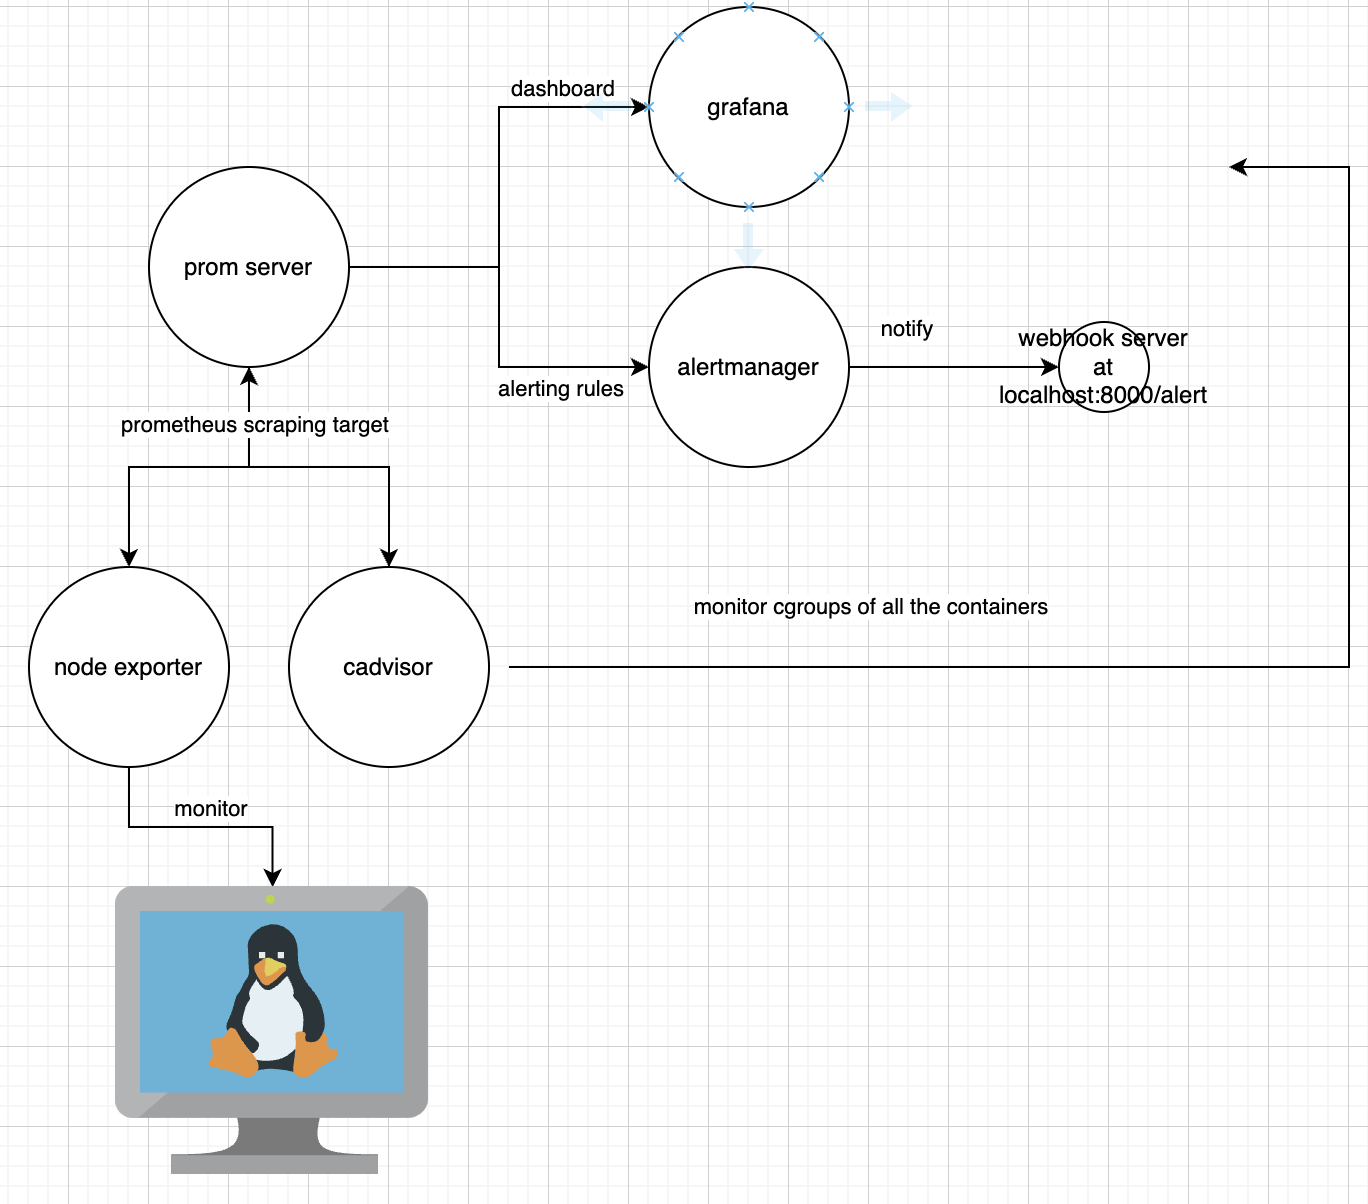 dashboard
grafana
prom server
notify
webhook server
at
localhost:8000/alert
alertmanager
alerting rules
prometheus scraping target
monitor cgroups of all the containers
node exporter
cadvisor
monitor